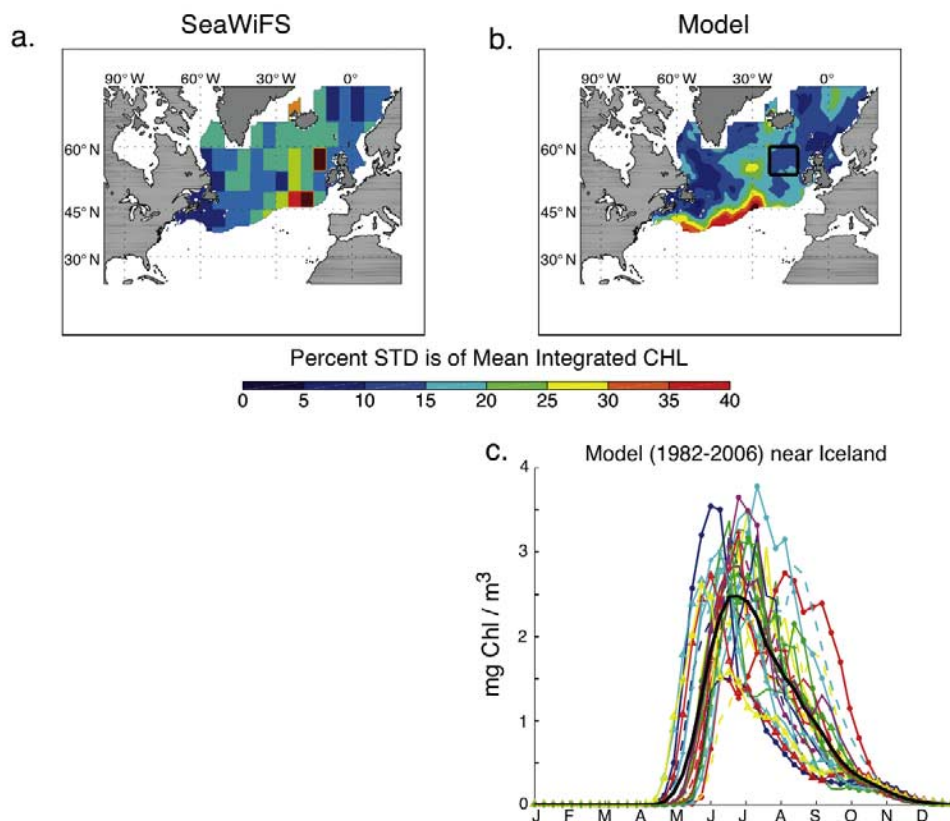 a.
SeaWiFS
b.
Model
90° W 60° W 30° W 0°
60° N
45° N
30° N
90° W 60° W 30° W 0°
60° N
45° N
30° N
Percent STD is of Mean Integrated CHL
0 5 10 15 20 25 30 35 40
c.
Model (1982-2006) near Iceland
mg Chl / m³
4
3
2
1
0
J F M A M J J A S O N D